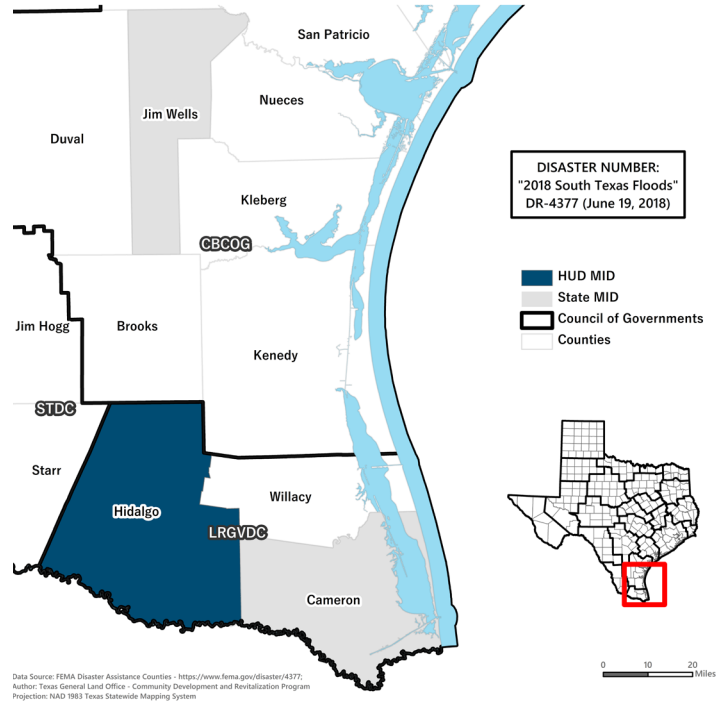 San Patricio
Nueces
Jim Wells
Duval
DISASTER NUMBER:
"2018 South Texas Floods"
DR-4377 (June 19, 2018)
Kleberg
CBCOG
HUD MID
State MID
Council of Governments
Counties
Jim Hogg
Brooks
Kenedy
STDC
Starr
Willacy
Hidalgo
LRGVDC
Cameron
0 10 20
Miles
Data Source: FEMA Disaster Assistance Counties - https://www.fema.gov/disaster/4377;
Author: Texas General Land Office - Community Development and Revitalization Program
Projection: NAD 1983 Texas Statewide Mapping System